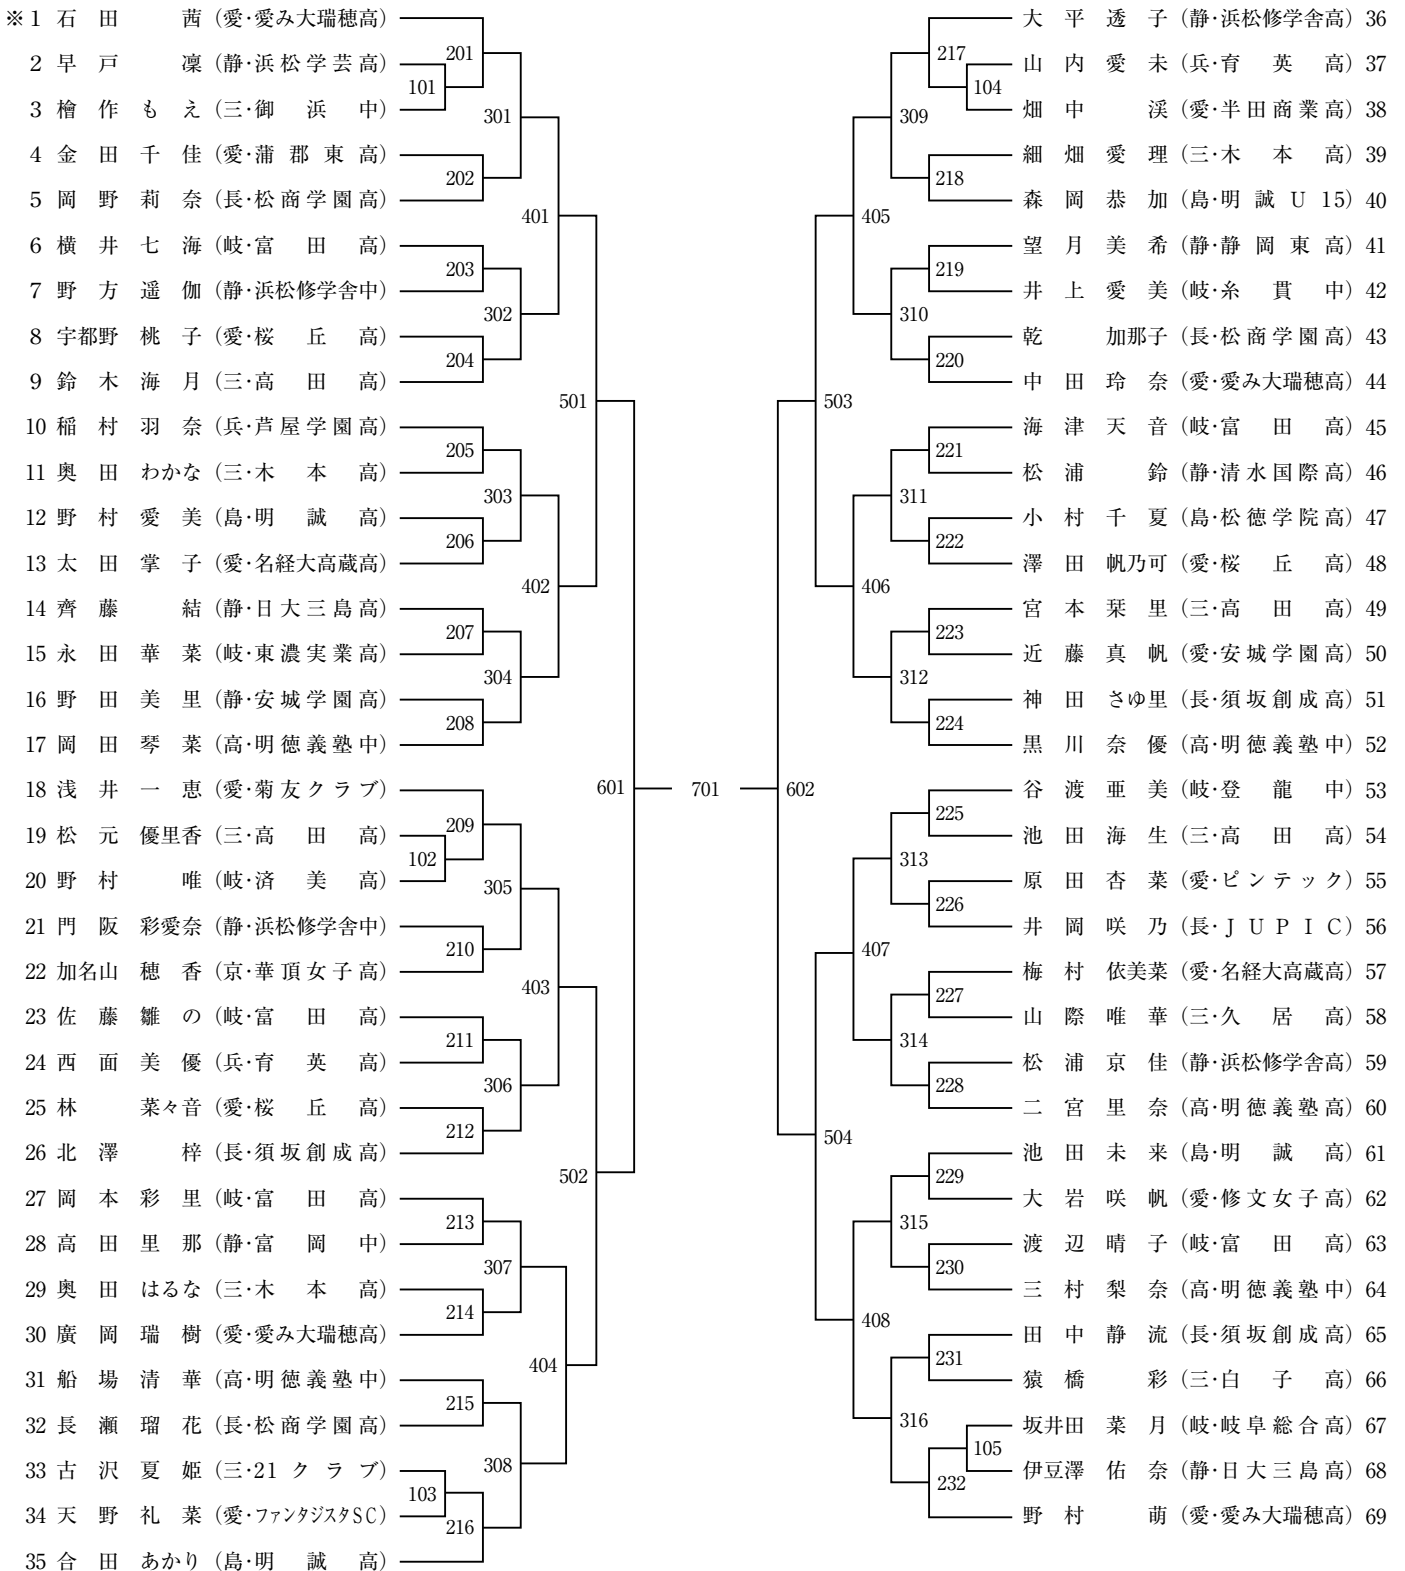 ※1 石田 茜 (愛・愛み大瑞穂高)
2 早戸 凜 (静・浜松学芸高)
3 檜作もえ (三・御浜中)
4 金田千佳 (愛・蒲郡東高)
5 岡野莉奈 (長・松商学園高)
6 横井七海 (岐・富田高)
7 野方遥伽 (静・浜松修学舎中)
8 宇都野桃子 (愛・桜丘高)
9 鈴木海月 (三・高田高)
10 稲村羽奈 (兵・芦屋学園高)
11 奥田わかな (三・木本高)
12 野村愛美 (島・明誠高)
13 太田掌子 (愛・名経大高蔵高)
14 齊藤 結 (静・日大三島高)
15 永田華菜 (岐・東濃実業高)
16 野田美里 (静・安城学園高)
17 岡田琴菜 (高・明徳義塾中)
18 浅井一恵 (愛・菊友クラブ)
19 松元優里香 (三・高田高)
20 野村 唯 (岐・済美高)
21 門阪彩愛奈 (静・浜松修学舎中)
22 加名山穂香 (京・華頂女子高)
23 佐藤雛の (岐・富田高)
24 西面美優 (兵・育英高)
25 林 菜々音 (愛・桜丘高)
26 北澤 梓 (長・須坂創成高)
27 岡本彩里 (岐・富田高)
28 高田里那 (静・富岡中)
29 奥田はるな (三・木本高)
30 廣岡瑞樹 (愛・愛み大瑞穂高)
31 船場清華 (高・明徳義塾中)
32 長瀬瑠花 (長・松商学園高)
33 古沢夏姫 (三・21クラブ)
34 天野礼菜 (愛・ファンタジスタSC)
35 合田あかり (島・明誠高)
101
102
103
201
202
203
204
205
206
207
208
209
210
211
212
213
214
215
216
301
302
303
304
305
306
307
308
401
402
403
404
501
502
601
701
602
503
504
405
406
407
408
309
310
311
312
313
314
315
316
217
218
219
220
221
222
223
224
225
226
227
228
229
230
231
232
104
105
大平透子 (静・浜松修学舎高) 36
山内愛未 (兵・育英高) 37
畑中 渓 (愛・半田商業高) 38
細畑愛理 (三・木本高) 39
森岡恭加 (島・明誠U15) 40
望月美希 (静・静岡東高) 41
井上愛美 (岐・糸貫中) 42
乾 加那子 (長・松商学園高) 43
中田玲奈 (愛・愛み大瑞穂高) 44
海津天音 (岐・富田高) 45
松浦 鈴 (静・清水国際高) 46
小村千夏 (島・松徳学院高) 47
澤田帆乃可 (愛・桜丘高) 48
宮本栞里 (三・高田高) 49
近藤真帆 (愛・安城学園高) 50
神田さゆ里 (長・須坂創成高) 51
黒川奈優 (高・明徳義塾中) 52
谷渡亜美 (岐・登龍中) 53
池田海生 (三・高田高) 54
原田杏菜 (愛・ピンテック) 55
井岡咲乃 (長・JUPIC) 56
梅村依美菜 (愛・名経大高蔵高) 57
山際唯華 (三・久居高) 58
松浦京佳 (静・浜松修学舎高) 59
二宮里奈 (高・明徳義塾高) 60
池田未来 (島・明誠高) 61
大岩咲帆 (愛・修文女子高) 62
渡辺晴子 (岐・富田高) 63
三村梨奈 (高・明徳義塾中) 64
田中静流 (長・須坂創成高) 65
猿橋 彩 (三・白子高) 66
坂井田菜月 (岐・岐阜総合高) 67
伊豆澤佑奈 (静・日大三島高) 68
野村 萌 (愛・愛み大瑞穂高) 69